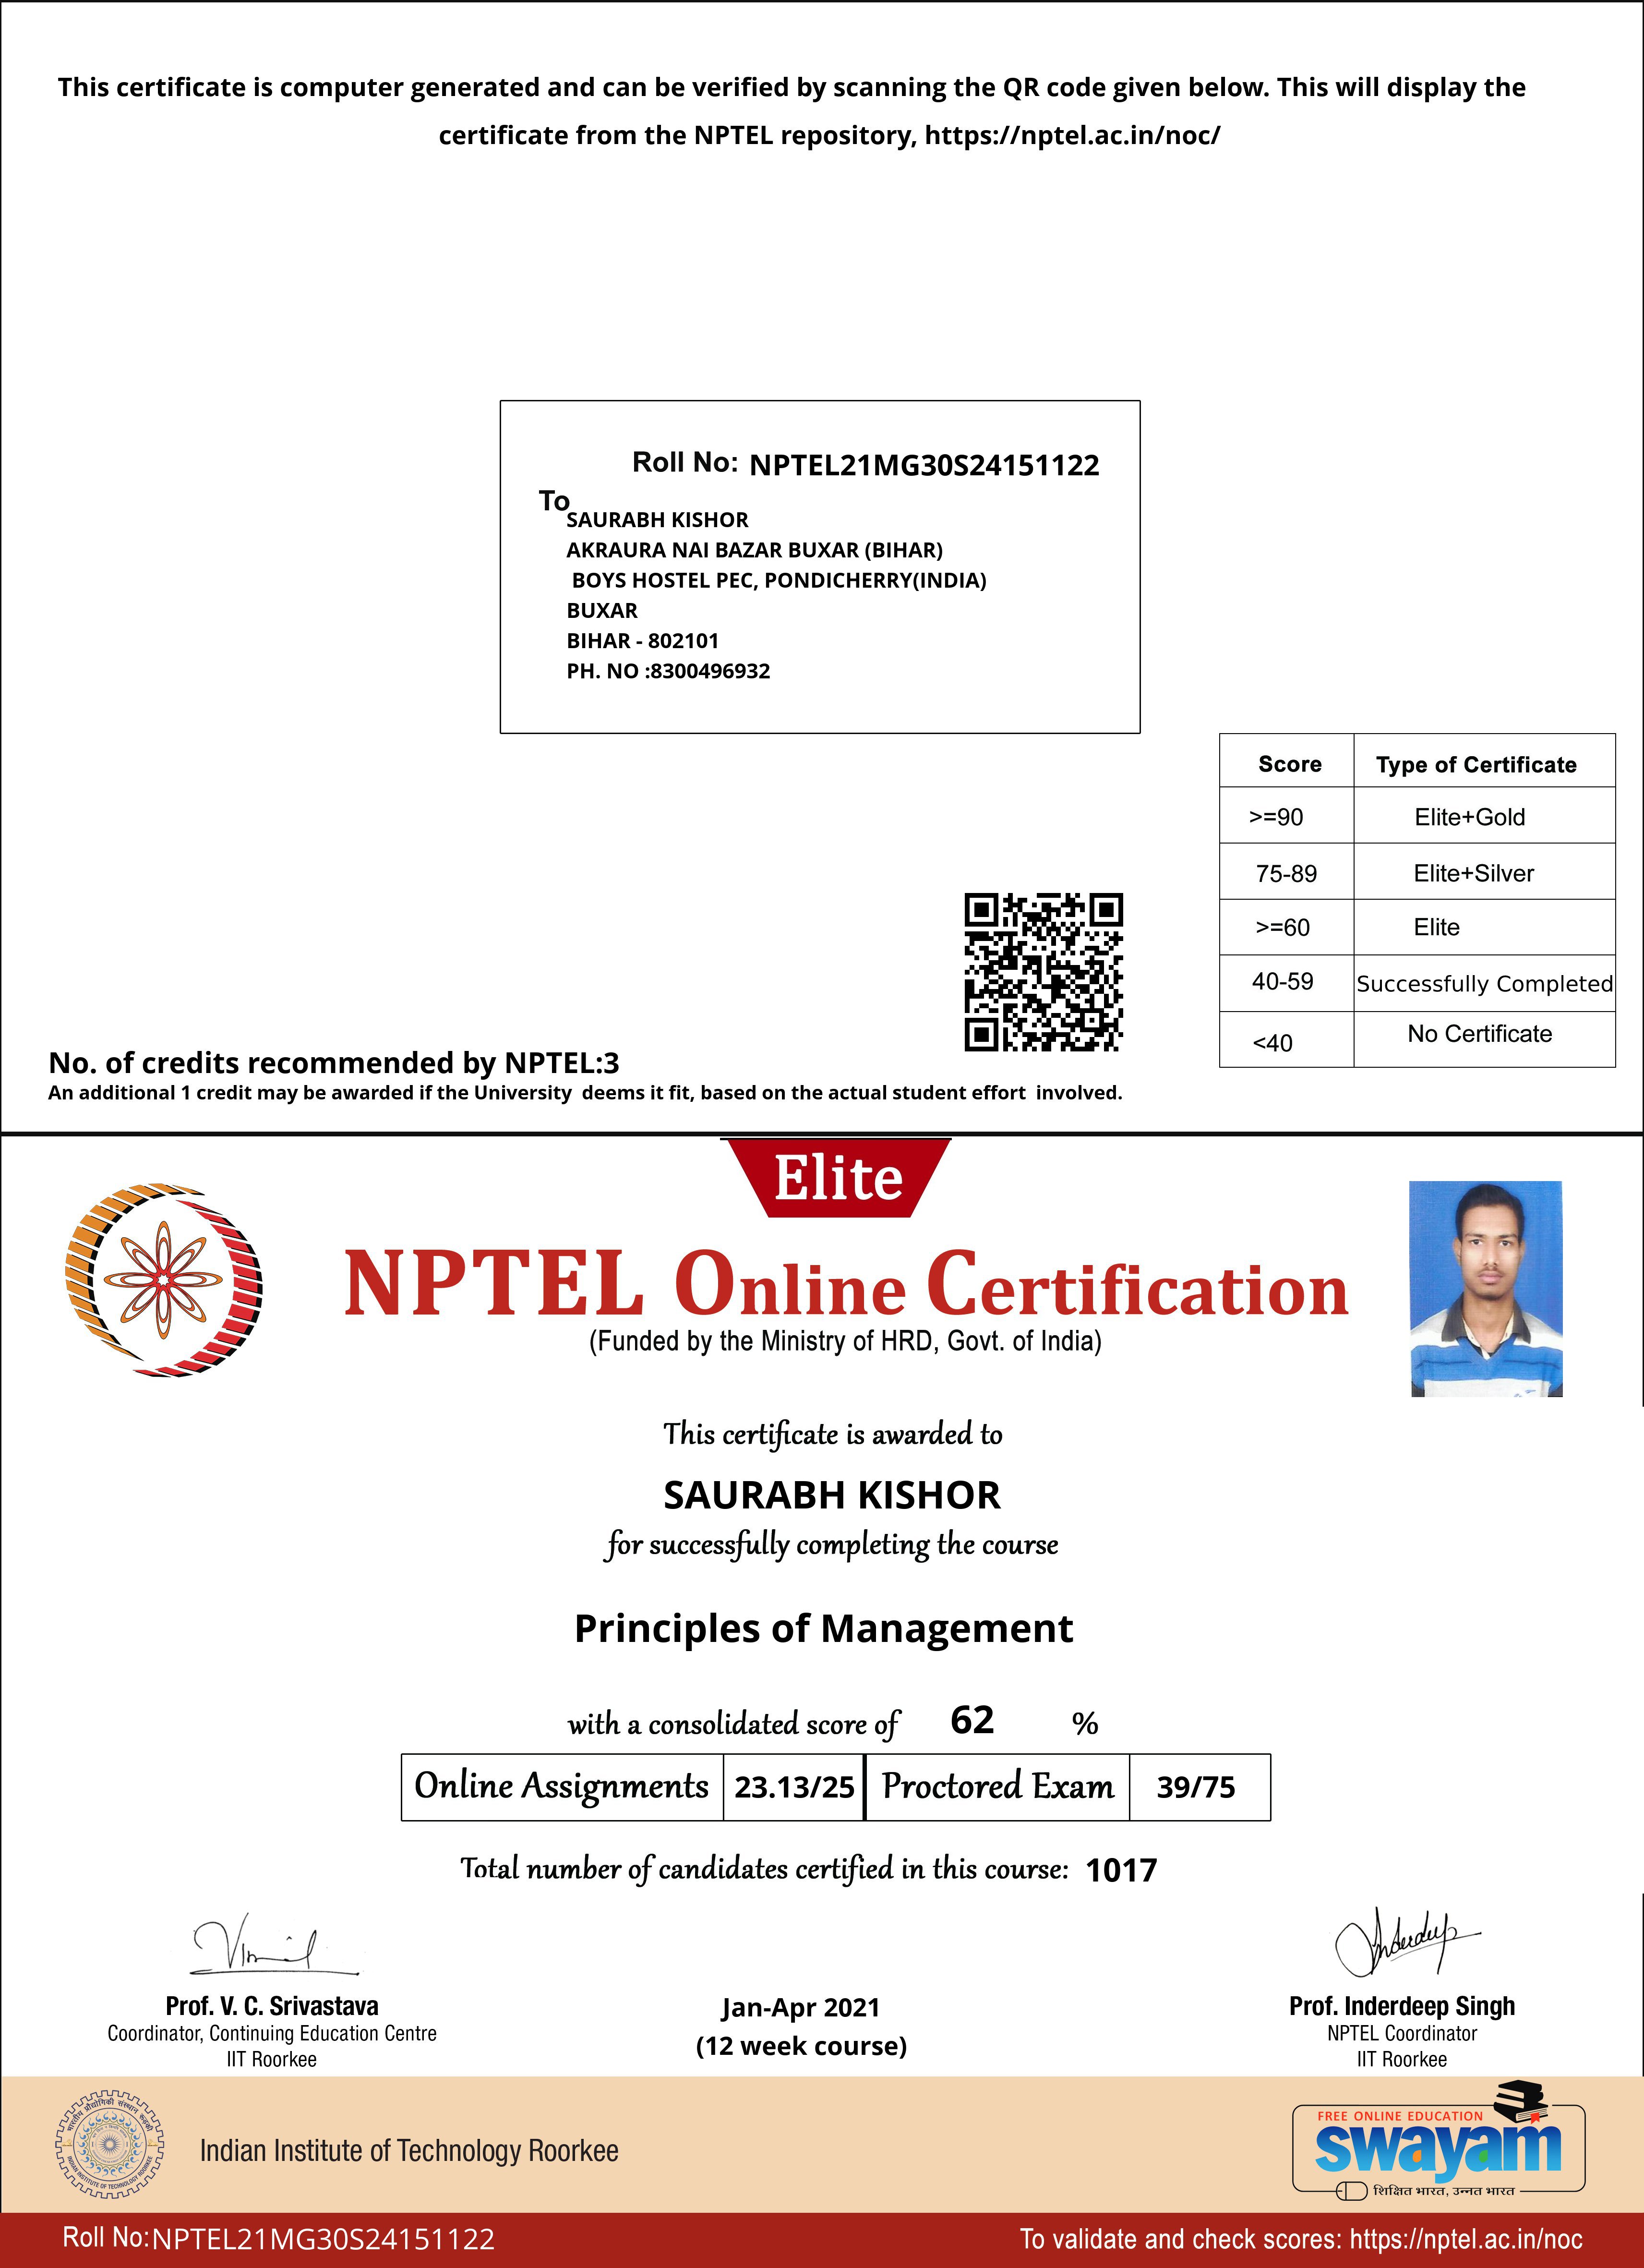 This certificate is computer generated and can be verified by scanning the QR code given below. This will display the
certificate from the NPTEL repository, https://nptel.ac.in/noc/
Roll No: NPTEL21MG30S24151122
To
SAURABH KISHOR
AKRAURA NAI BAZAR BUXAR (BIHAR)
BOYS HOSTEL PEC, PONDICHERRY(INDIA)
BUXAR
BIHAR - 802101
PH. NO :8300496932
Score Type of Certificate
>=90 Elite+Gold
75-89 Elite+Silver
>=60 Elite
40-59 Successfully Completed
<40 No Certificate
No. of credits recommended by NPTEL:3
An additional 1 credit may be awarded if the University deems it fit, based on the actual student effort involved.
Elite
NPTEL Online Certification
(Funded by the Ministry of HRD, Govt. of India)
This certificate is awarded to
SAURABH KISHOR
for successfully completing the course
Principles of Management
with a consolidated score of 62 %
Online Assignments 23.13/25 Proctored Exam 39/75
Total number of candidates certified in this course: 1017
Prof. V. C. Srivastava
Coordinator, Continuing Education Centre
IIT Roorkee
Jan-Apr 2021
(12 week course)
Prof. Inderdeep Singh
NPTEL Coordinator
IIT Roorkee
भारतीय प्रौद्योगिकी संस्थान रुड़की
INDIAN INSTITUTE OF TECHNOLOGY ROORKEE
Indian Institute of Technology Roorkee
FREE ONLINE EDUCATION
swayam
शिक्षित भारत, उन्नत भारत
Roll No:NPTEL21MG30S24151122
To validate and check scores: https://nptel.ac.in/noc